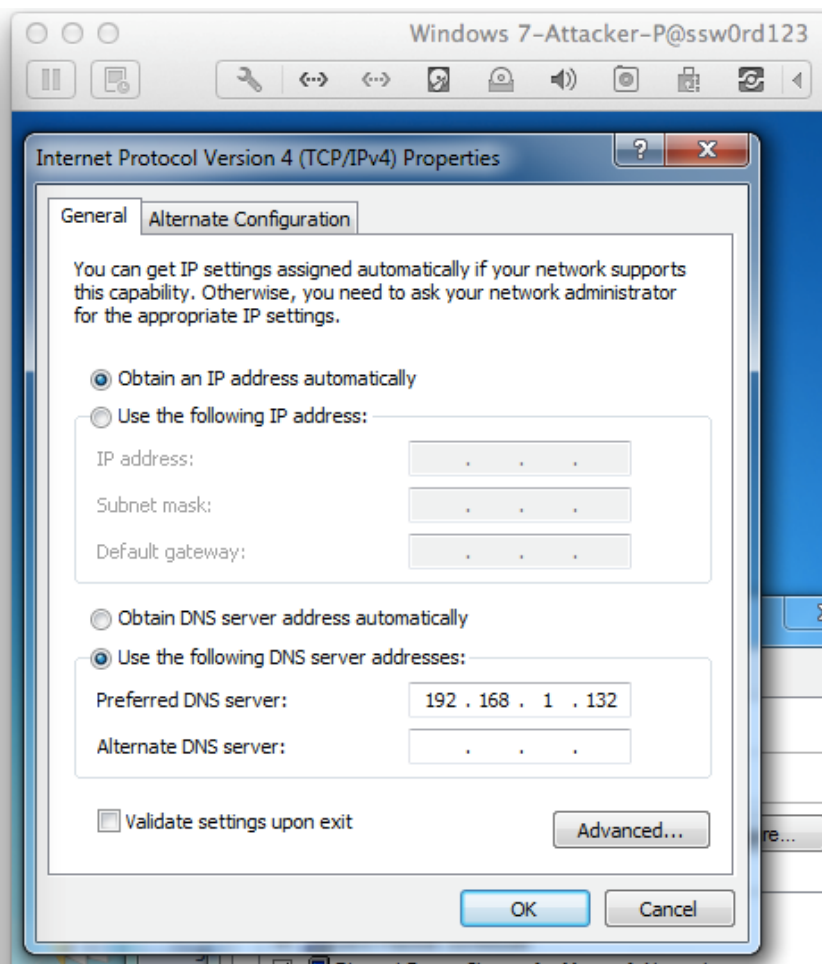 Windows 7-Attacker-P@ssw0rd123
Internet Protocol Version 4 (TCP/IPv4) Properties
General
Alternate Configuration
You can get IP settings assigned automatically if your network supports
this capability. Otherwise, you need to ask your network administrator
for the appropriate IP settings.
Obtain an IP address automatically
Use the following IP address:
IP address:
. . .
Subnet mask:
. . .
Default gateway:
. . .
Obtain DNS server address automatically
Use the following DNS server addresses:
Preferred DNS server:
192 . 168 . 1 . 132
Alternate DNS server:
. . .
Validate settings upon exit
Advanced...
re...
OK
Cancel